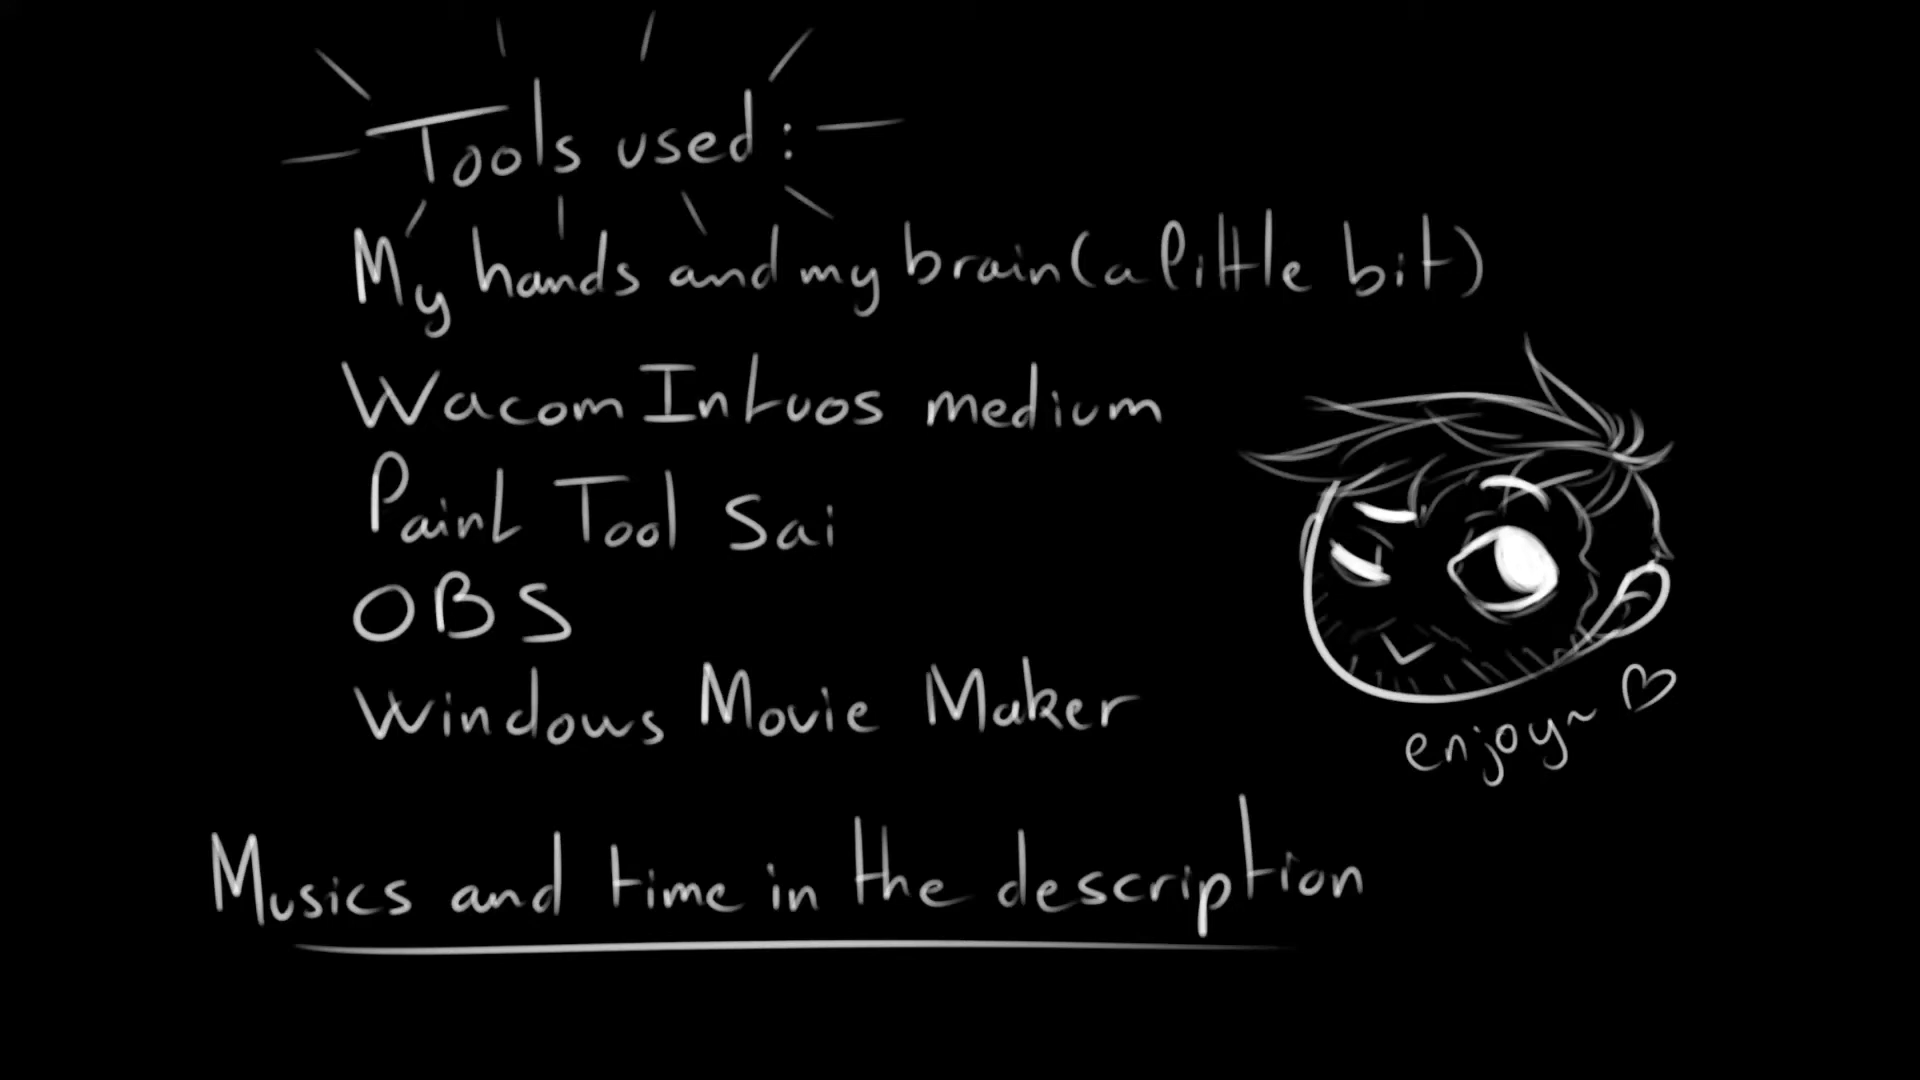 Tools used:
My hands and my brain (a little bit)
Wacom Intuos medium
Paint Tool Sai
OBS
Windows Movie Maker
enjoy~ ♡
Musics and time in the description